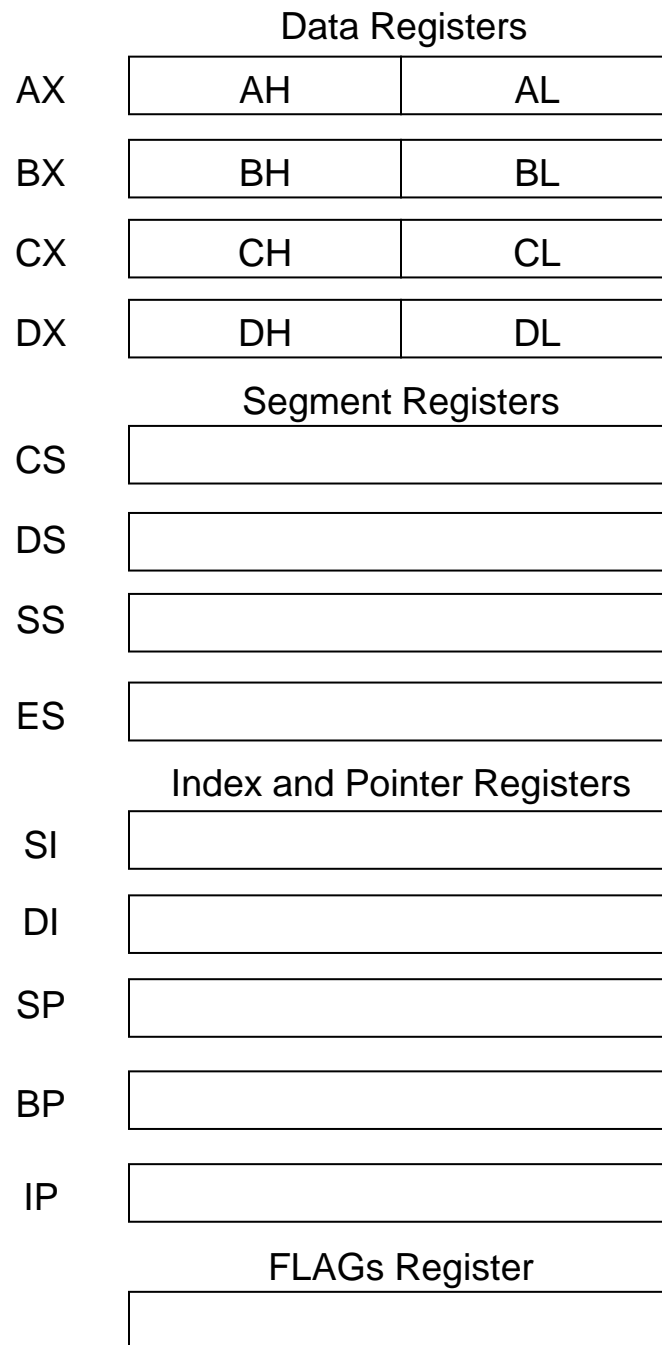 Data Registers
AX AH AL
BX BH BL
CX CH CL
DX DH DL
Segment Registers
CS
DS
SS
ES
Index and Pointer Registers
SI
DI
SP
BP
IP
FLAGs Register